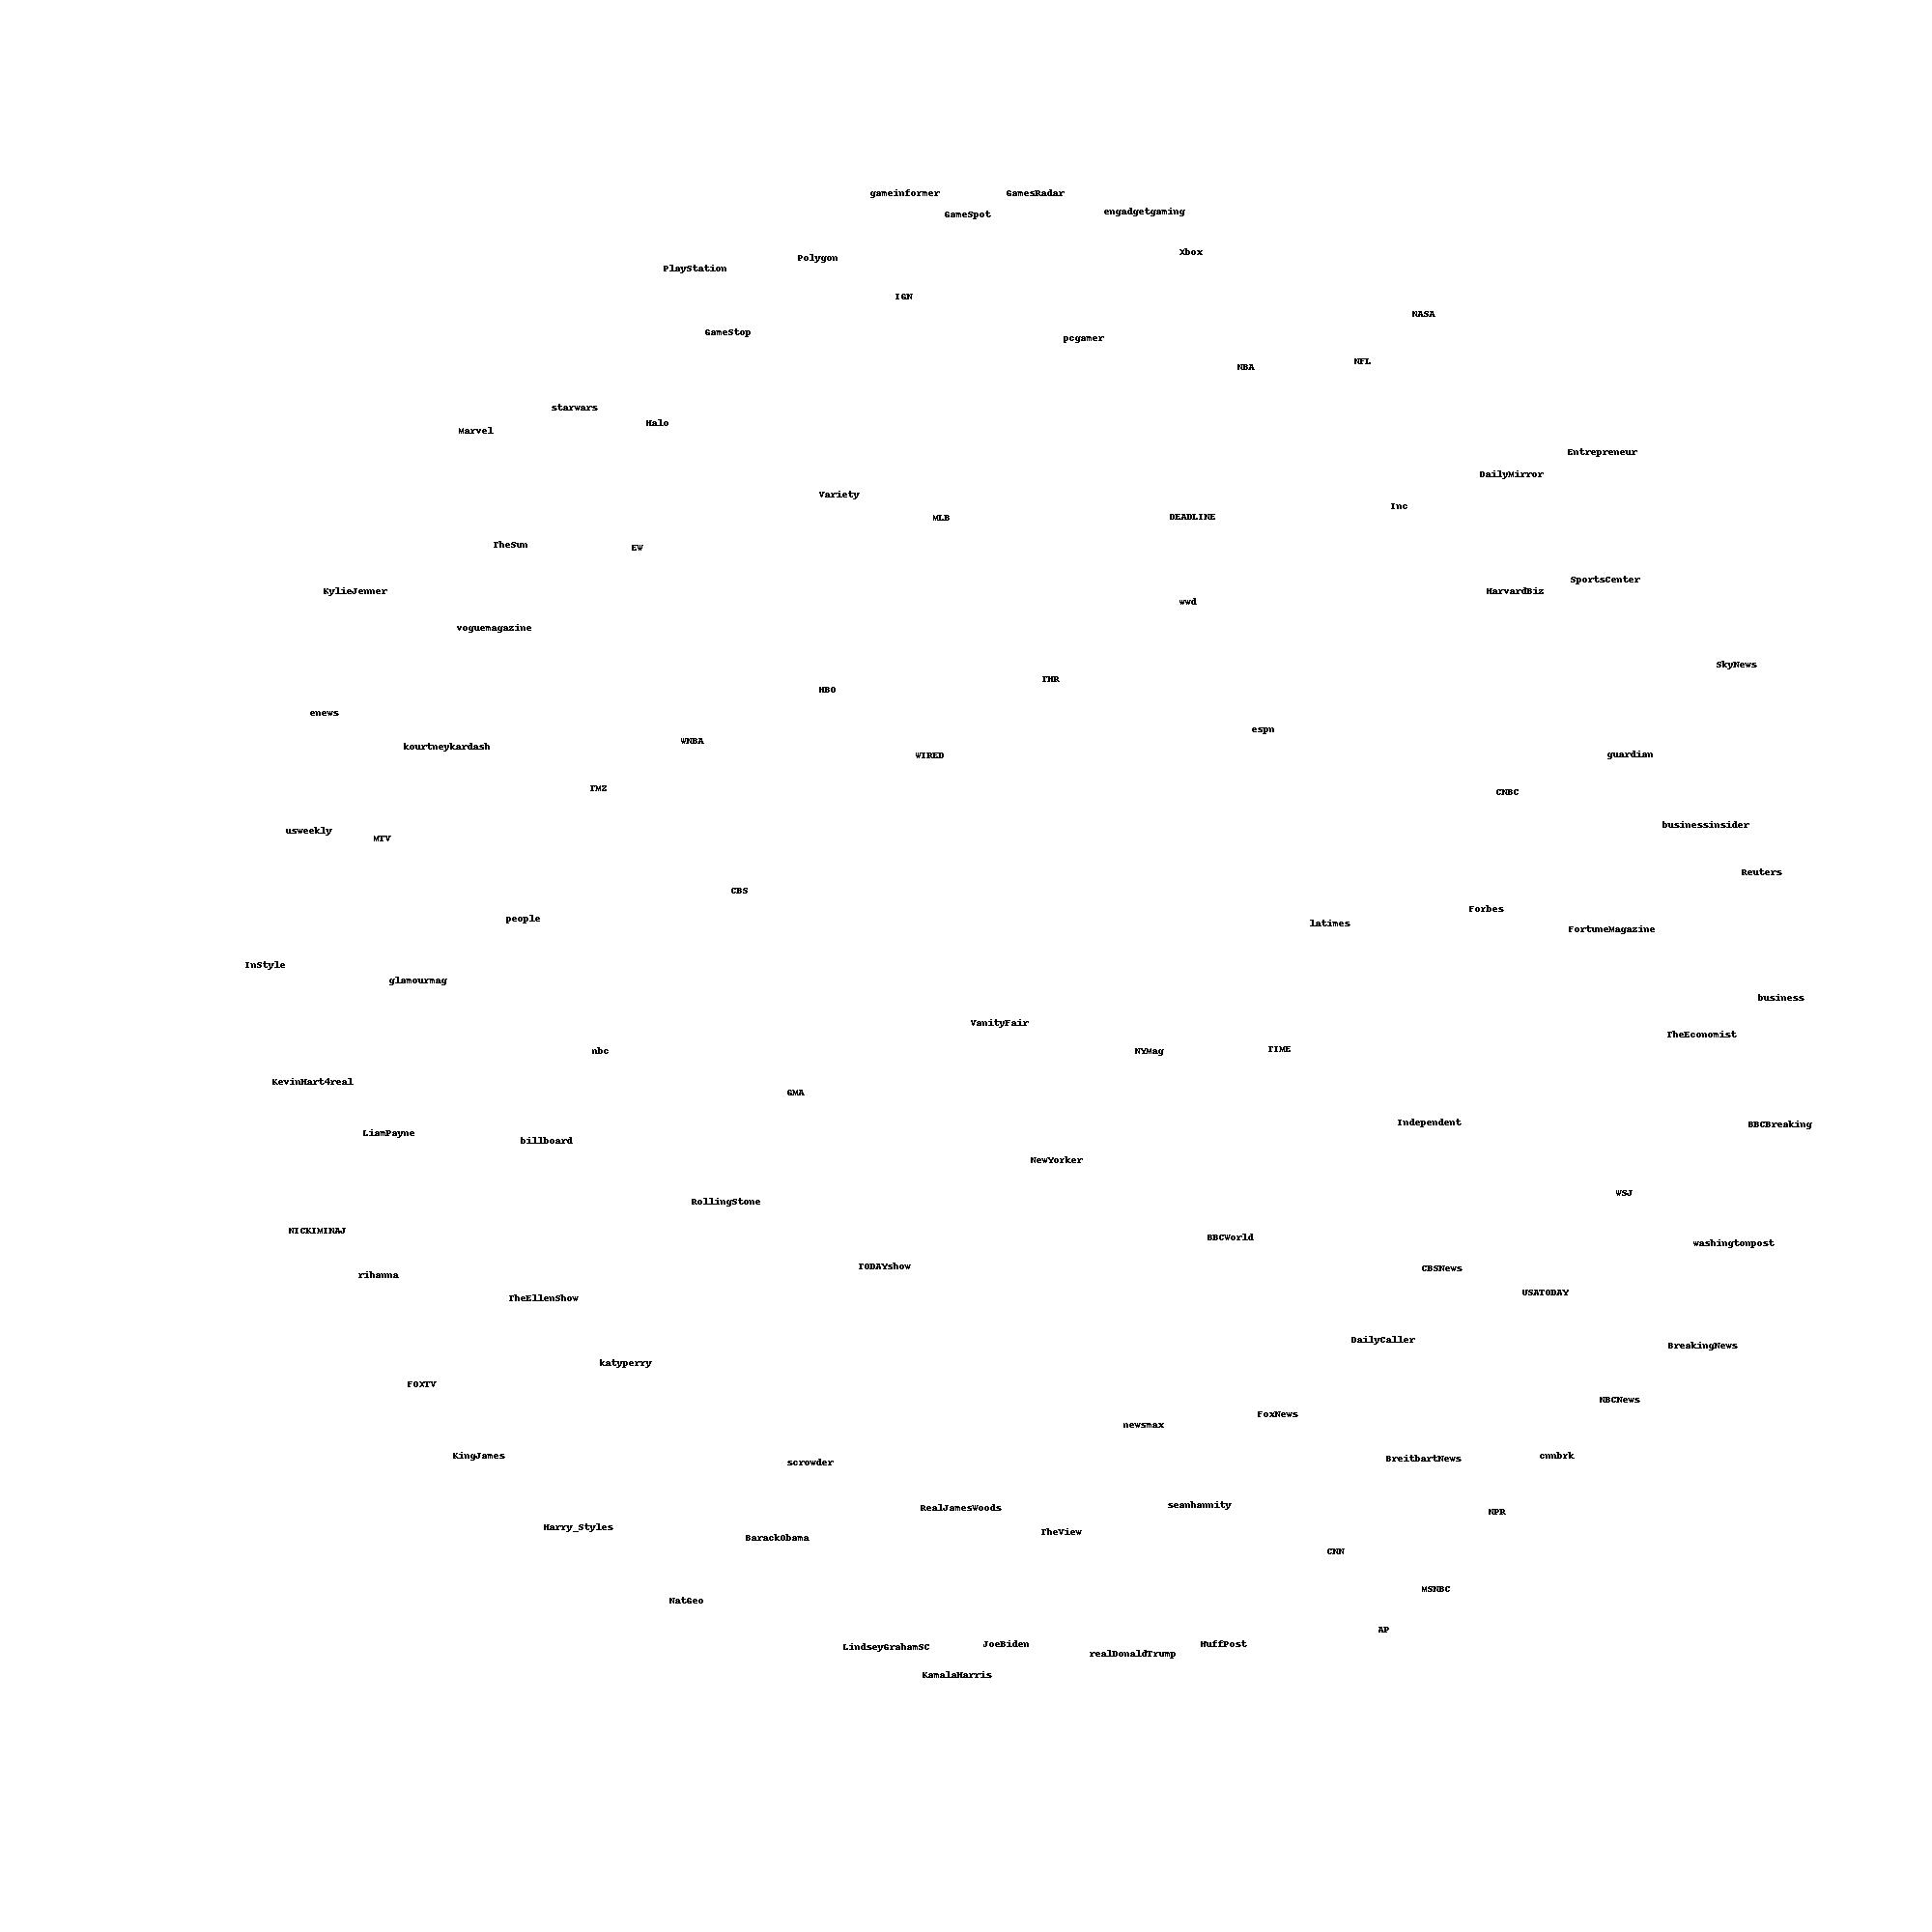 gameinformer
GamesRadar
GameSpot
engadgetgaming
Xbox
Polygon
PlayStation
IGN
NASA
GameStop
pcgamer
NFL
NBA
starwars
Halo
Marvel
Entrepreneur
DailyMirror
Variety
Inc
MLB
DEADLINE
TheSun
EW
SportsCenter
KylieJenner
HarvardBiz
wwd
voguemagazine
SkyNews
THR
HBO
enews
espn
WNBA
kourtneykardash
WIRED
guardian
TMZ
CNBC
businessinsider
usweekly
MTV
Reuters
CBS
Forbes
people
latimes
FortuneMagazine
InStyle
glamourmag
business
VanityFair
TheEconomist
TIME
nbc
NYMag
KevinHart4real
GMA
Independent
BBCBreaking
LiamPayne
billboard
NewYorker
WSJ
RollingStone
NICKIMINAJ
BBCWorld
washingtonpost
TODAYshow
CBSNews
rihanna
USATODAY
TheEllenShow
DailyCaller
BreakingNews
katyperry
FOXTV
NBCNews
FoxNews
newsmax
KingJames
cnnbrk
BreitbartNews
scrowder
seanhannity
RealJamesWoods
NPR
Harry_Styles
TheView
BarackObama
CNN
MSNBC
NatGeo
AP
JoeBiden
HuffPost
LindseyGrahamSC
realDonaldTrump
KamalaHarris